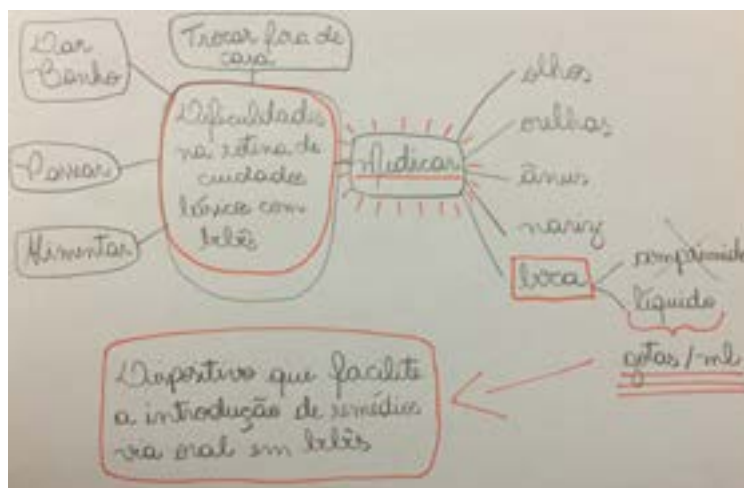 Dar
Banho
Trocar fora de
casa
Passear
Alimentar
Dificuldades
na rotina de
cuidados
básicos com
bebês
Medicar
olhos
orelhas
ânus
nariz
boca
comprimido
líquido
gotas/ml
Dispositivo que facilite
a introdução de remédios
via oral em bebês